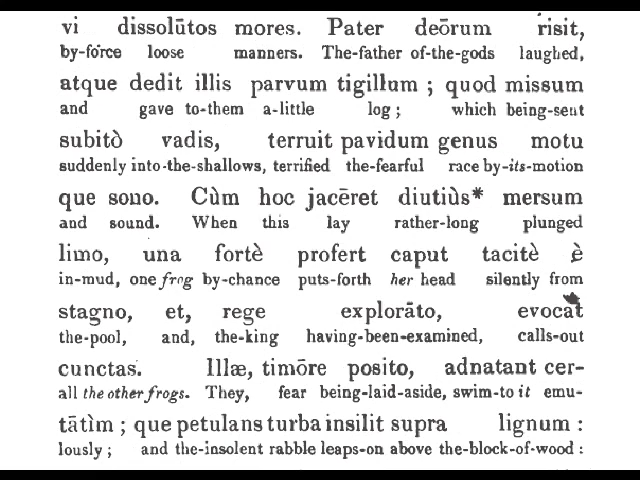 vi dissolūtos mores. Pater deōrum risit,
by-force loose manners. The-father of-the-gods laughed,
atque dedit illis parvum tigillum ; quod missum
and gave to-them a-little log ; which being-sent
subitò vadis, terruit pavidum genus motu
suddenly into-the-shallows, terrified the-fearful race by-its-motion
que sono. Cùm hoc jacēret diutiùs* mersum
and sound. When this lay rather-long plunged
limo, una fortè profert caput tacitè è
in-mud, one frog by-chance puts-forth her head silently from
stagno, et, rege explorāto, evocat
the-pool, and, the-king having-been-examined, calls-out
cunctas. Illæ, timōre posito, adnatant cer-
all the other frogs. They, fear being-laid-aside, swim-to it emu-
tātìm ; que petulans turba insilit supra lignum :
lously ; and the-insolent rabble leaps-on above the-block-of-wood :